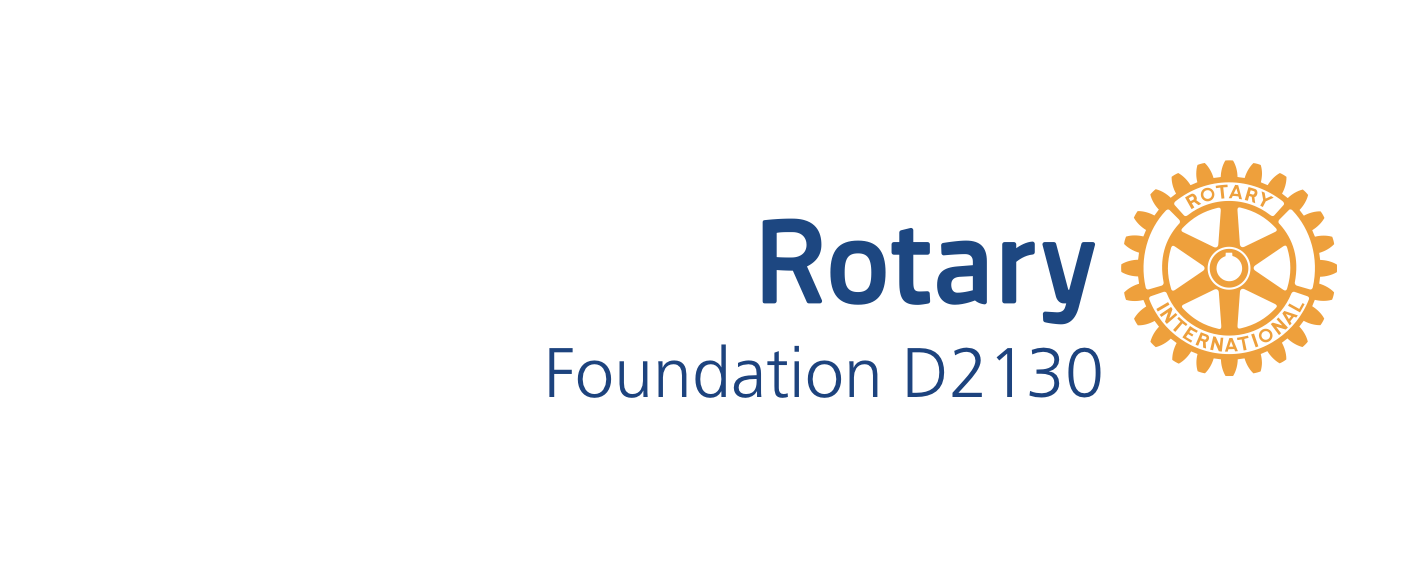 Rotary
Foundation D2130
ROTARY
INTERNATIONAL